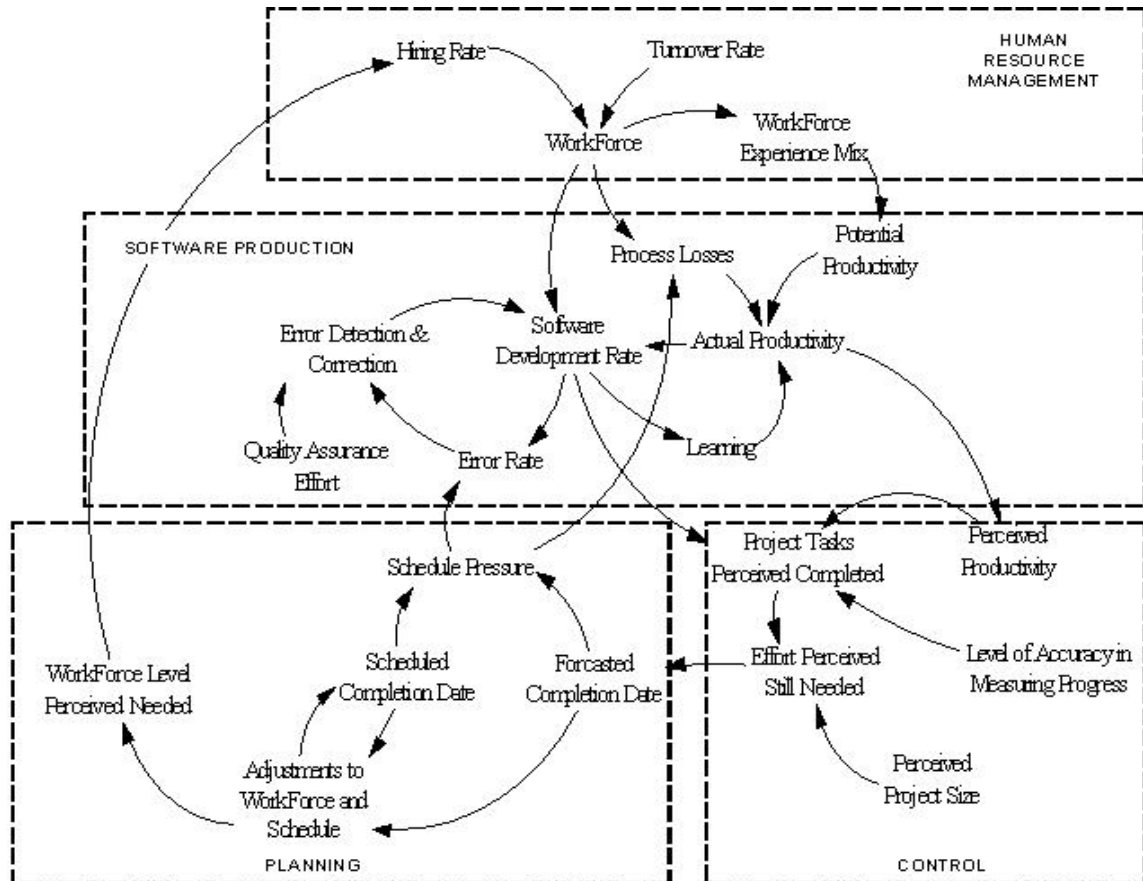 HUMAN
RESOURCE
MANAGEMENT
Hiring Rate
Turnover Rate
WorkForce
WorkForce
Experience Mix
SOFTWARE PRODUCTION
Potential
Productivity
Process Losses
Error Detection &
Correction
Software
Development Rate
Actual Productivity
Quality Assurance
Effort
Error Rate
Learning
Schedule Pressure
Project Tasks
Perceived Completed
Perceived
Productivity
WorkForce Level
Perceived Needed
Scheduled
Completion Date
Forcasted
Completion Date
Effort Perceived
Still Needed
Level of Accuracy in
Measuring Progress
Adjustments to
WorkForce and
Schedule
Perceived
Project Size
PLANNING
CONTROL